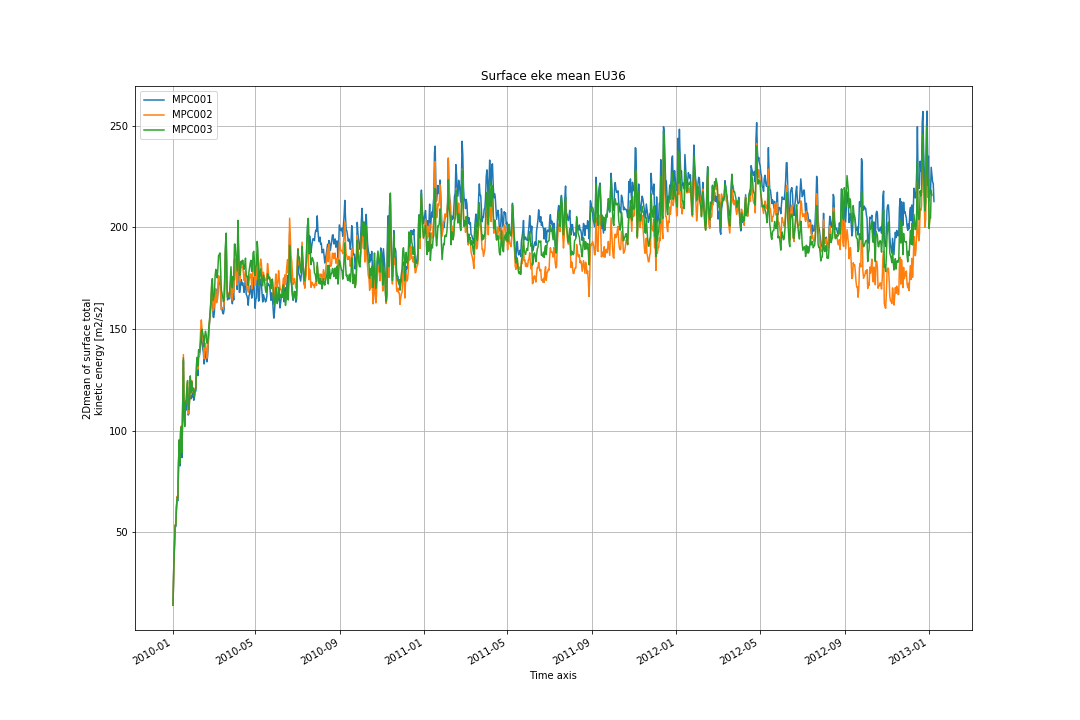 Surface eke mean EU36
MPC001
MPC002
MPC003
250
200
150
100
50
2Dmean of surface total
kinetic energy [m2/s2]
2010-01
2010-05
2010-09
2011-01
2011-05
2011-09
2012-01
2012-05
2012-09
2013-01
Time axis